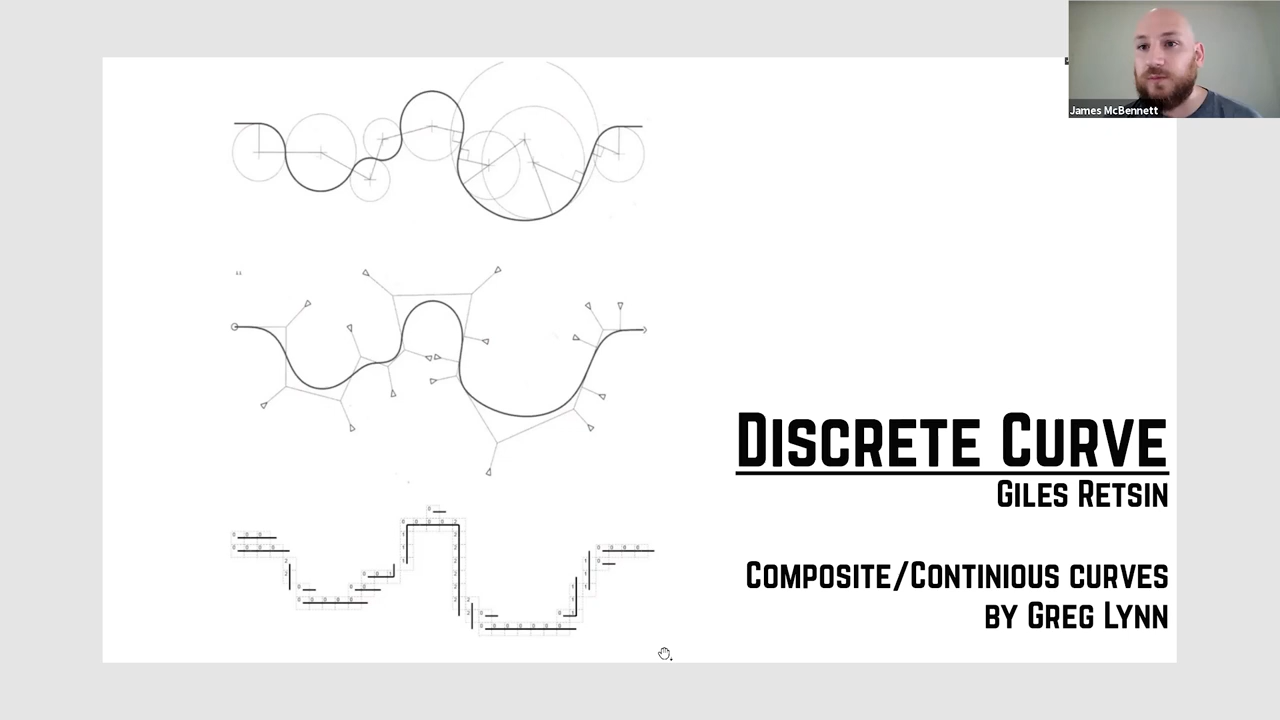 James McBennett
DISCRETE CURVE
GILES RETSIN
COMPOSITE/CONTINIOUS CURVES
BY GREG LYNN